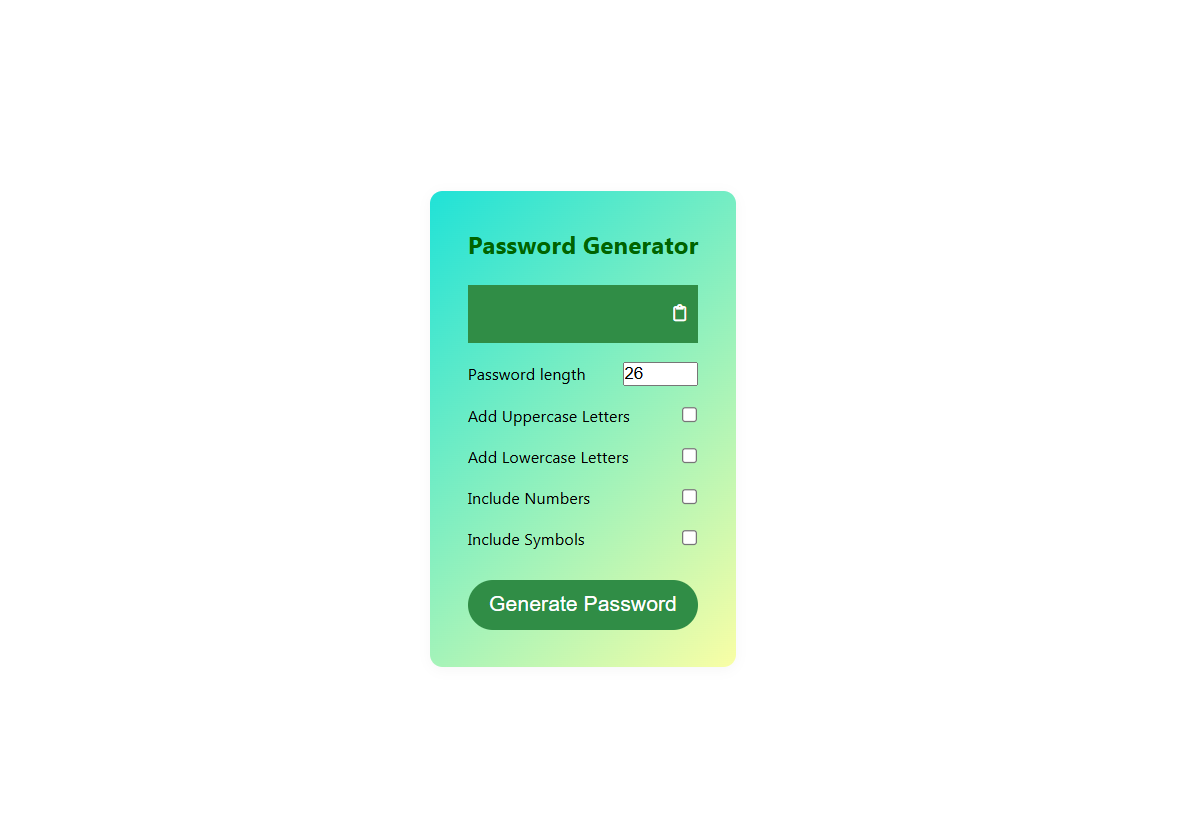 Password Generator
Password length 26
Add Uppercase Letters
Add Lowercase Letters
Include Numbers
Include Symbols
Generate Password